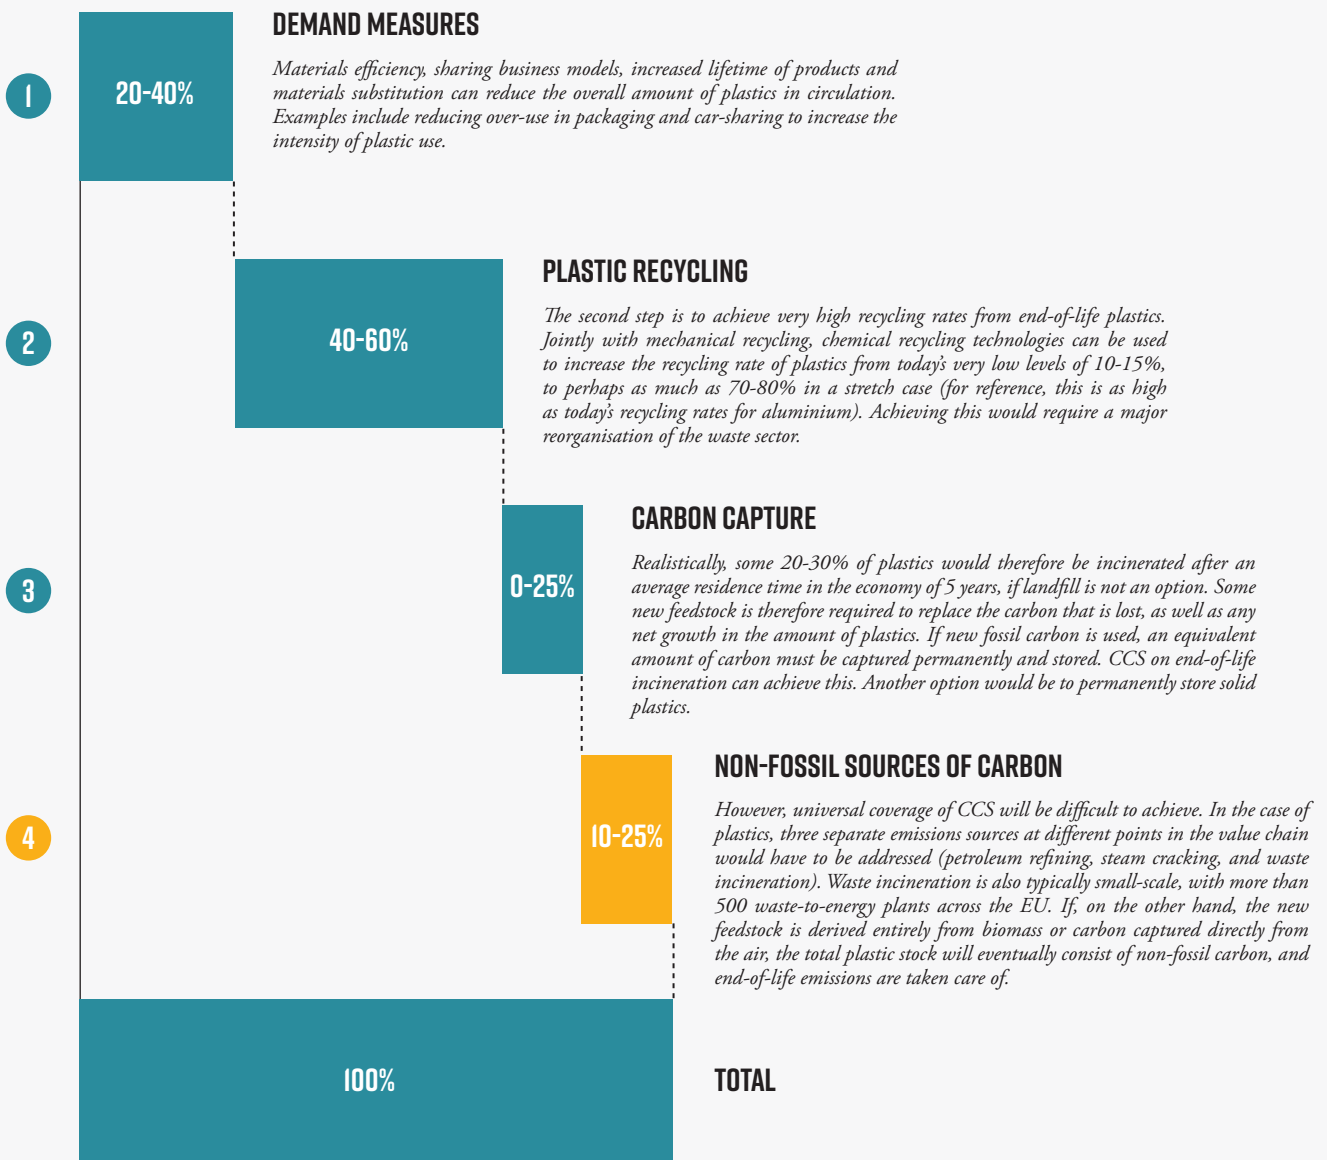 DEMAND MEASURES
1
20-40%
Materials efficiency, sharing business models, increased lifetime of products and
materials substitution can reduce the overall amount of plastics in circulation.
Examples include reducing over-use in packaging and car-sharing to increase the
intensity of plastic use.
PLASTIC RECYCLING
2
40-60%
The second step is to achieve very high recycling rates from end-of-life plastics.
Jointly with mechanical recycling, chemical recycling technologies can be used
to increase the recycling rate of plastics from today's very low levels of 10-15%,
to perhaps as much as 70-80% in a stretch case (for reference, this is as high
as today's recycling rates for aluminium). Achieving this would require a major
reorganisation of the waste sector.
CARBON CAPTURE
3
0-25%
Realistically, some 20-30% of plastics would therefore be incinerated after an
average residence time in the economy of 5 years, if landfill is not an option. Some
new feedstock is therefore required to replace the carbon that is lost, as well as any
net growth in the amount of plastics. If new fossil carbon is used, an equivalent
amount of carbon must be captured permanently and stored. CCS on end-of-life
incineration can achieve this. Another option would be to permanently store solid
plastics.
NON-FOSSIL SOURCES OF CARBON
4
10-25%
However, universal coverage of CCS will be difficult to achieve. In the case of
plastics, three separate emissions sources at different points in the value chain
would have to be addressed (petroleum refining, steam cracking, and waste
incineration). Waste incineration is also typically small-scale, with more than
500 waste-to-energy plants across the EU. If, on the other hand, the new
feedstock is derived entirely from biomass or carbon captured directly from
the air, the total plastic stock will eventually consist of non-fossil carbon, and
end-of-life emissions are taken care of.
100%
TOTAL